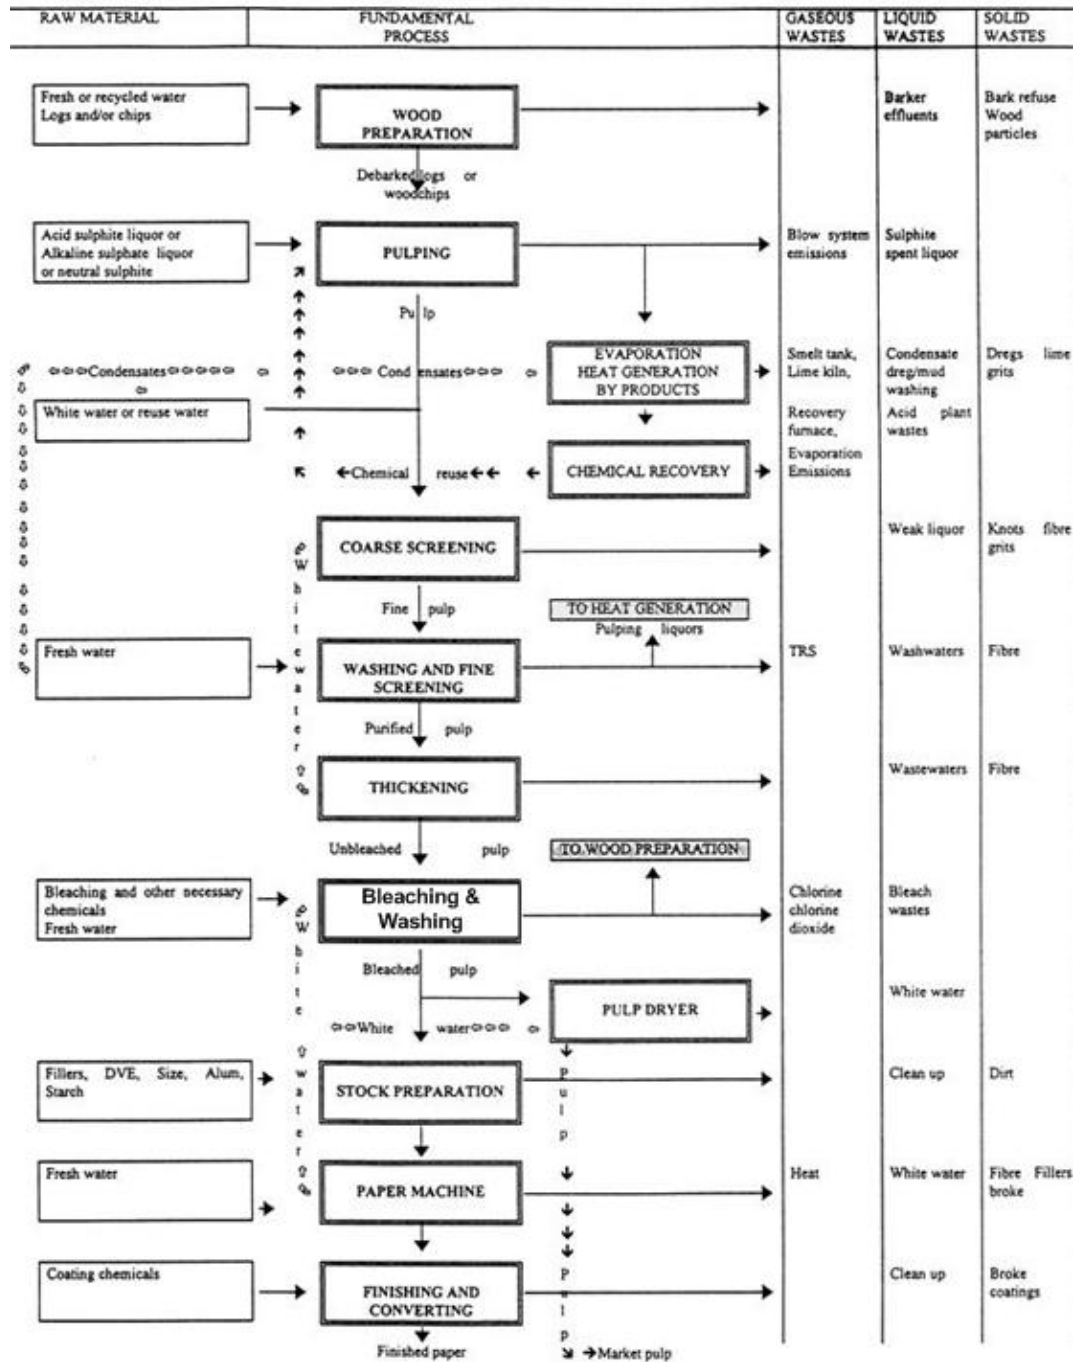 RAW MATERIAL
FUNDAMENTAL
PROCESS
GASEOUS
WASTES
LIQUID
WASTES
SOLID
WASTES
Fresh or recycled water
Logs and/or chips
WOOD
PREPARATION
Barker
effluents
Bark refuse
Wood
particles
Debarked logs or
woodchips
Acid sulphite liquor or
Alkaline sulphate liquor
or neutral sulphite
PULPING
Blow system
emissions
Sulphite
spent liquor
Pulp
EVAPORATION
HEAT GENERATION
BY PRODUCTS
Smelt tank,
Lime kiln,
Condensate
dreg/mud
washing
Dregs lime
grits
Condensates
Condensates
White water or reuse water
Recovery
furnace,
Acid plant
wastes
Chemical reuse
CHEMICAL RECOVERY
Evaporation
Emissions
COARSE SCREENING
Weak liquor
Knots fibre
grits
White water
Fine pulp
TO HEAT GENERATION
Pulping liquors
Fresh water
WASHING AND FINE
SCREENING
TRS
Washwaters
Fibre
Purified pulp
THICKENING
Wastewaters
Fibre
Unbleached pulp
TO WOOD PREPARATION
Bleaching and other necessary
chemicals
Fresh water
Bleaching &
Washing
Chlorine
chlorine
dioxide
Bleach
wastes
White water
Bleached pulp
PULP DRYER
White water
White water
Fillers, DVE, Size, Alum,
Starch
STOCK PREPARATION
Pulp
Clean up
Dirt
Fresh water
PAPER MACHINE
Heat
White water
Fibre Fillers
broke
Coating chemicals
FINISHING AND
CONVERTING
Pulp
Clean up
Broke
coatings
Finished paper
Market pulp